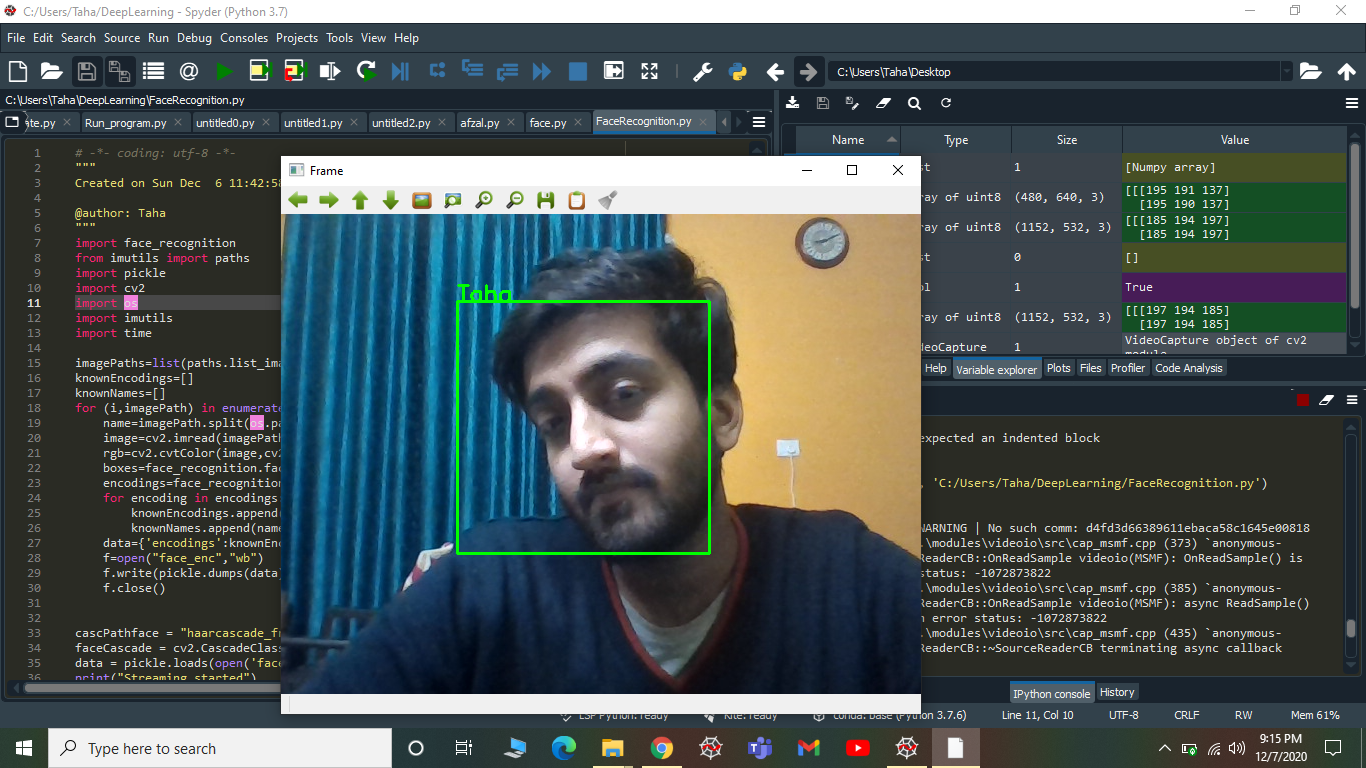 C:/Users/Taha/DeepLearning - Spyder (Python 3.7)
File Edit Search Source Run Debug Consoles Projects Tools View Help
C:\Users\Taha\Desktop
C:\Users\Taha\DeepLearning\FaceRecognition.py
ate.py Run_program.py untitled0.py untitled1.py untitled2.py afzal.py face.py FaceRecognition.py
1 # -*- coding: utf-8 -*-
2 """
3 Created on Sun Dec 6 11:42:58
4
5 @author: Taha
6 """
7 import face_recognition
8 from imutils import paths
9 import pickle
10 import cv2
11 import os
12 import imutils
13 import time
14
15 imagePaths=list(paths.list_ima
16 knownEncodings=[]
17 knownNames=[]
18 for (i,imagePath) in enumerate
19 name=imagePath.split(os.pa
20 image=cv2.imread(imagePath
21 rgb=cv2.cvtColor(image,cv2
22 boxes=face_recognition.fac
23 encodings=face_recognition
24 for encoding in encodings
25 knownEncodings.append(
26 knownNames.append(name
27 data={'encodings':knownEnc
28 f=open("face_enc","wb")
29 f.write(pickle.dumps(data)
30 f.close()
31
32
33 cascPathface = "haarcascade_fr
34 faceCascade = cv2.CascadeClass
35 data = pickle.loads(open('face
36 print("Streaming started")
Frame
Taha
Name Type Size Value
st 1 [Numpy array]
ray of uint8 (480, 640, 3) [[[195 191 137]
[195 190 137]
ray of uint8 (1152, 532, 3) [[[185 194 197]
[185 194 197]
st 0 []
ol 1 True
ray of uint8 (1152, 532, 3) [[[197 194 185]
[197 194 185]
deoCapture 1 VideoCapture object of cv2
module
Help Variable explorer Plots Files Profiler Code Analysis
expected an indented block
, 'C:/Users/Taha/DeepLearning/FaceRecognition.py')
WARNING | No such comm: d4fd3d66389611ebaca58c1645e00818
.\modules\videoio\src\cap_msmf.cpp (373) `anonymous-
ReaderCB::OnReadSample videoio(MSMF): OnReadSample() is
status: -1072873822
.\modules\videoio\src\cap_msmf.cpp (385) `anonymous-
ReaderCB::OnReadSample videoio(MSMF): async ReadSample()
n error status: -1072873822
.\modules\videoio\src\cap_msmf.cpp (435) `anonymous-
ReaderCB::~SourceReaderCB terminating async callback
IPython console History
LSP Python: ready Kite: ready conda: base (Python 3.7.6) Line 11, Col 10 UTF-8 CRLF RW Mem 61%
Type here to search
9:15 PM
12/7/2020